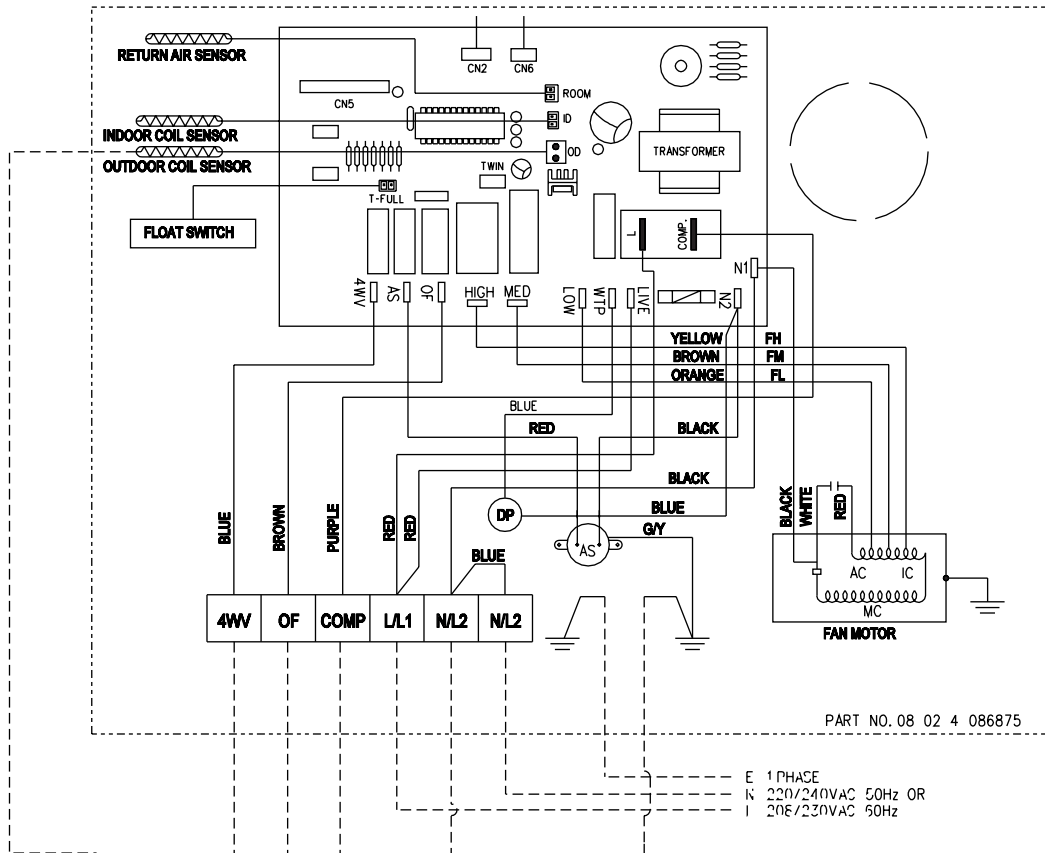 RETURN AIR SENSOR
CN2
CN6
CN5
ROOM
INDOOR COIL SENSOR
ID
OUTDOOR COIL SENSOR
OD
TRANSFORMER
TWIN
T-FULL
FLOAT SWITCH
L
COMP.
N1
4WV
AS
OF
HIGH
MED
LOW
WTP
LIVE
N2
YELLOW FH
BROWN FM
ORANGE FL
BLUE
RED
BLACK
BLACK
BLUE
BROWN
PURPLE
RED
RED
DP
BLUE
G/Y
AS
BLUE
BLACK
WHITE
RED
AC
IC
MC
FAN MOTOR
4WV
OF
COMP
L/L1
N/L2
N/L2
PART NO. 08 02 4 086875
E 1PHASE
220/240VAC 50Hz OR
208/230VAC 60Hz